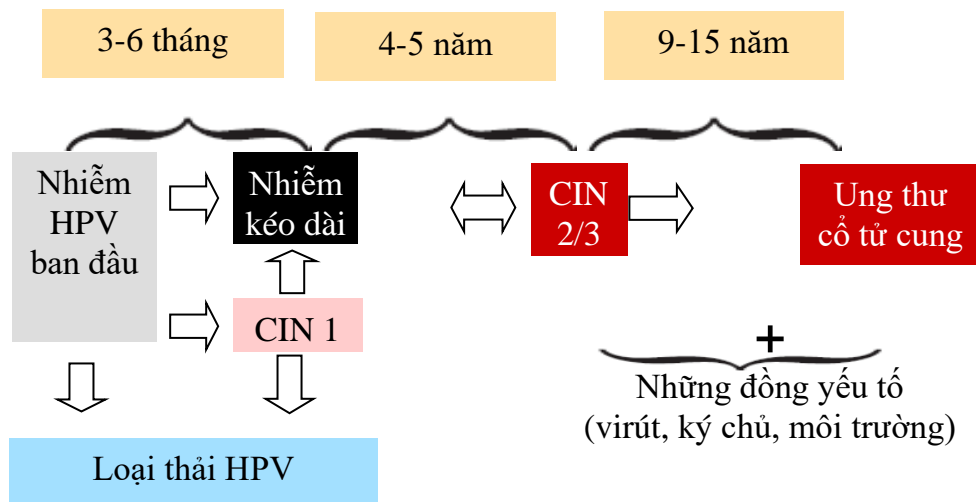 3-6 tháng
4-5 năm
9-15 năm
Nhiễm
HPV
ban đầu
Nhiễm
kéo dài
CIN
2/3
Ung thư
cổ tử cung
CIN 1
+
Những đồng yếu tố
(virút, ký chủ, môi trường)
Loại thải HPV